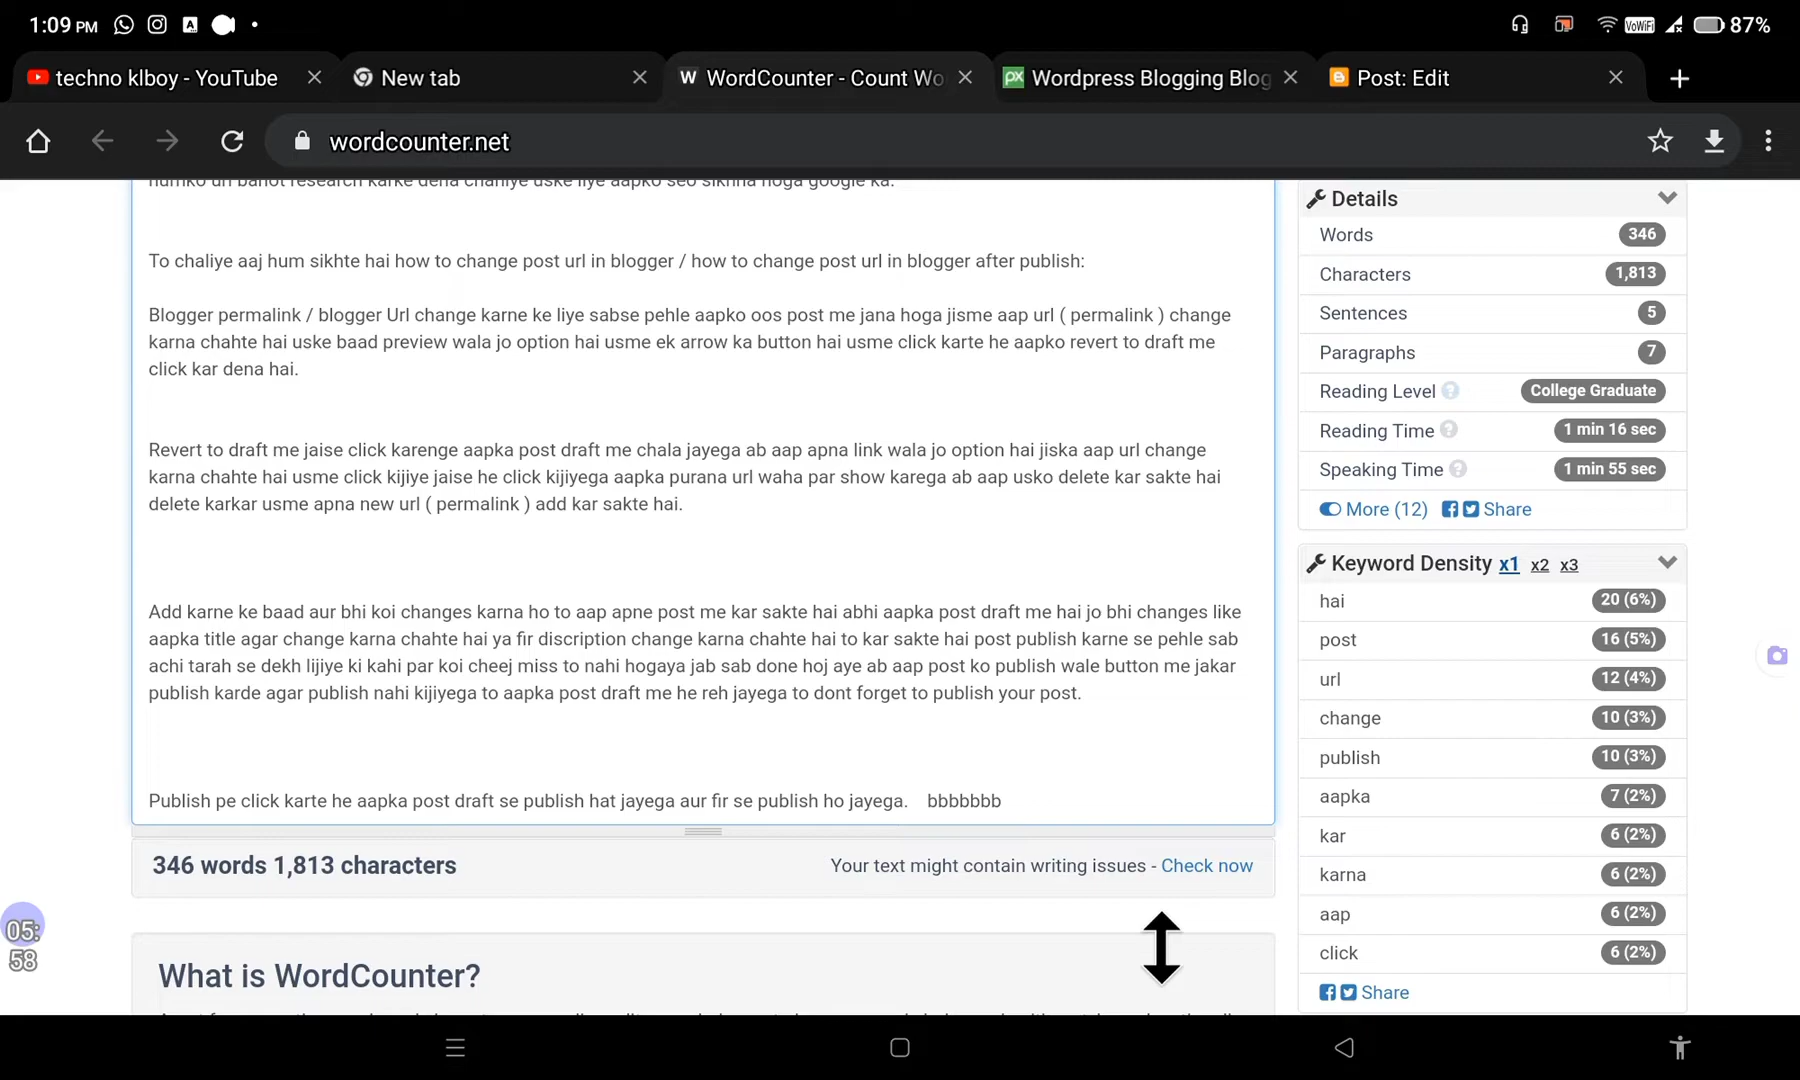 1:09 PM
VoWiFi
87%
techno klboy - YouTube
New tab
WordCounter - Count Wo
Wordpress Blogging Blog
Post: Edit
wordcounter.net
humko url bahot research karke dena chahiye uske liye aapko seo sikhna hoga google ka.
To chaliye aaj hum sikhte hai how to change post url in blogger / how to change post url in blogger after publish:
Blogger permalink / blogger Url change karne ke liye sabse pehle aapko oos post me jana hoga jisme aap url ( permalink ) change
karna chahte hai uske baad preview wala jo option hai usme ek arrow ka button hai usme click karte he aapko revert to draft me
click kar dena hai.
Revert to draft me jaise click karenge aapka post draft me chala jayega ab aap apna link wala jo option hai jiska aap url change
karna chahte hai usme click kijiye jaise he click kijiyega aapka purana url waha par show karega ab aap usko delete kar sakte hai
delete karkar usme apna new url ( permalink ) add kar sakte hai.
Add karne ke baad aur bhi koi changes karna ho to aap apne post me kar sakte hai abhi aapka post draft me hai jo bhi changes like
aapka title agar change karna chahte hai ya fir discription change karna chahte hai to kar sakte hai post publish karne se pehle sab
achi tarah se dekh lijiye ki kahi par koi cheej miss to nahi hogaya jab sab done hoj aye ab aap post ko publish wale button me jakar
publish karde agar publish nahi kijiyega to aapka post draft me he reh jayega to dont forget to publish your post.
Publish pe click karte he aapka post draft se publish hat jayega aur fir se publish ho jayega. bbbbbbb
346 words 1,813 characters
Your text might contain writing issues - Check now
What is WordCounter?
Details
Words 346
Characters 1,813
Sentences 5
Paragraphs 7
Reading Level College Graduate
Reading Time 1 min 16 sec
Speaking Time 1 min 55 sec
More (12) Share
Keyword Density x1 x2 x3
hai 20 (6%)
post 16 (5%)
url 12 (4%)
change 10 (3%)
publish 10 (3%)
aapka 7 (2%)
kar 6 (2%)
karna 6 (2%)
aap 6 (2%)
click 6 (2%)
Share
05:
58